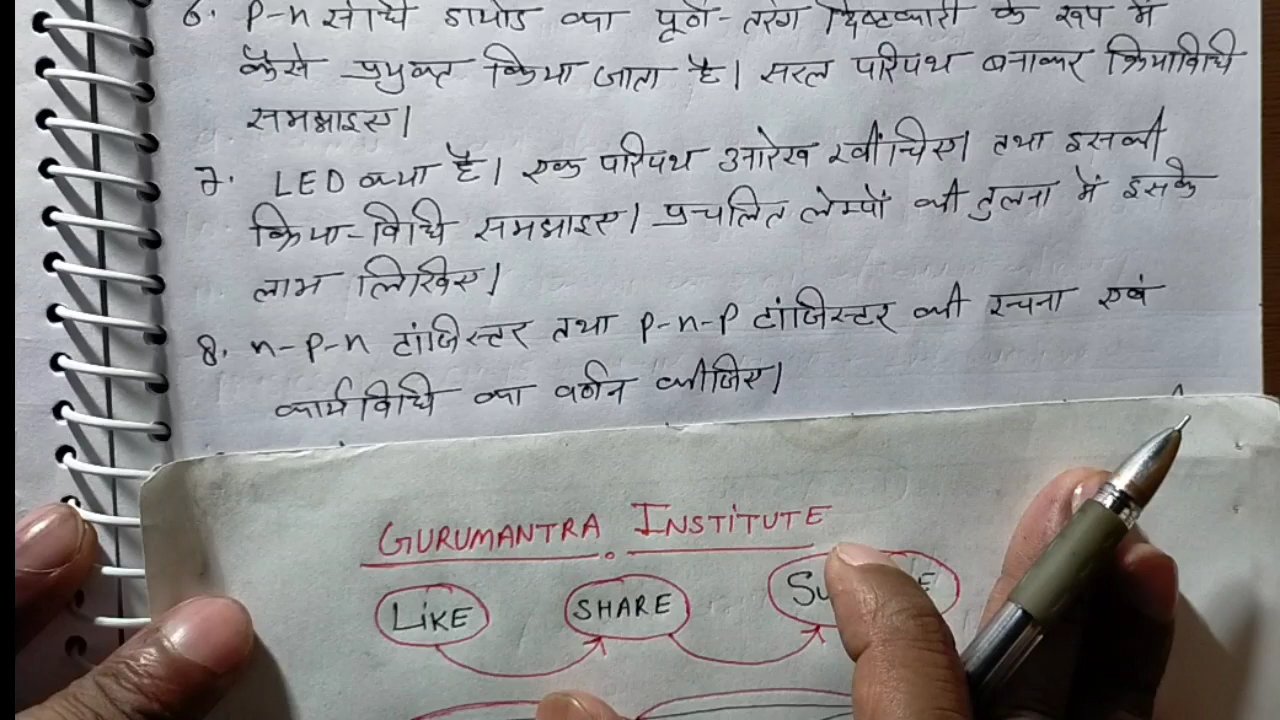 6. p-n संधि डायोड का पूर्ण-तरंग दिष्टकारी के रूप में
कैसे प्रयुक्त किया जाता है। सरल परिपथ बनाकर क्रियाविधि
समझाइए।
7. LED क्या है। एक परिपथ आरेख खींचिए। तथा इसकी
क्रिया-विधि समझाइए। प्रचलित लेम्पों की तुलना में इसके
लाभ लिखिए।
8. n-p-n टांजिस्टर तथा p-n-p टांजिस्टर की रचना एवं
कार्यविधि का वर्णन कीजिए।
GURUMANTRA INSTITUTE
LIKE SHARE